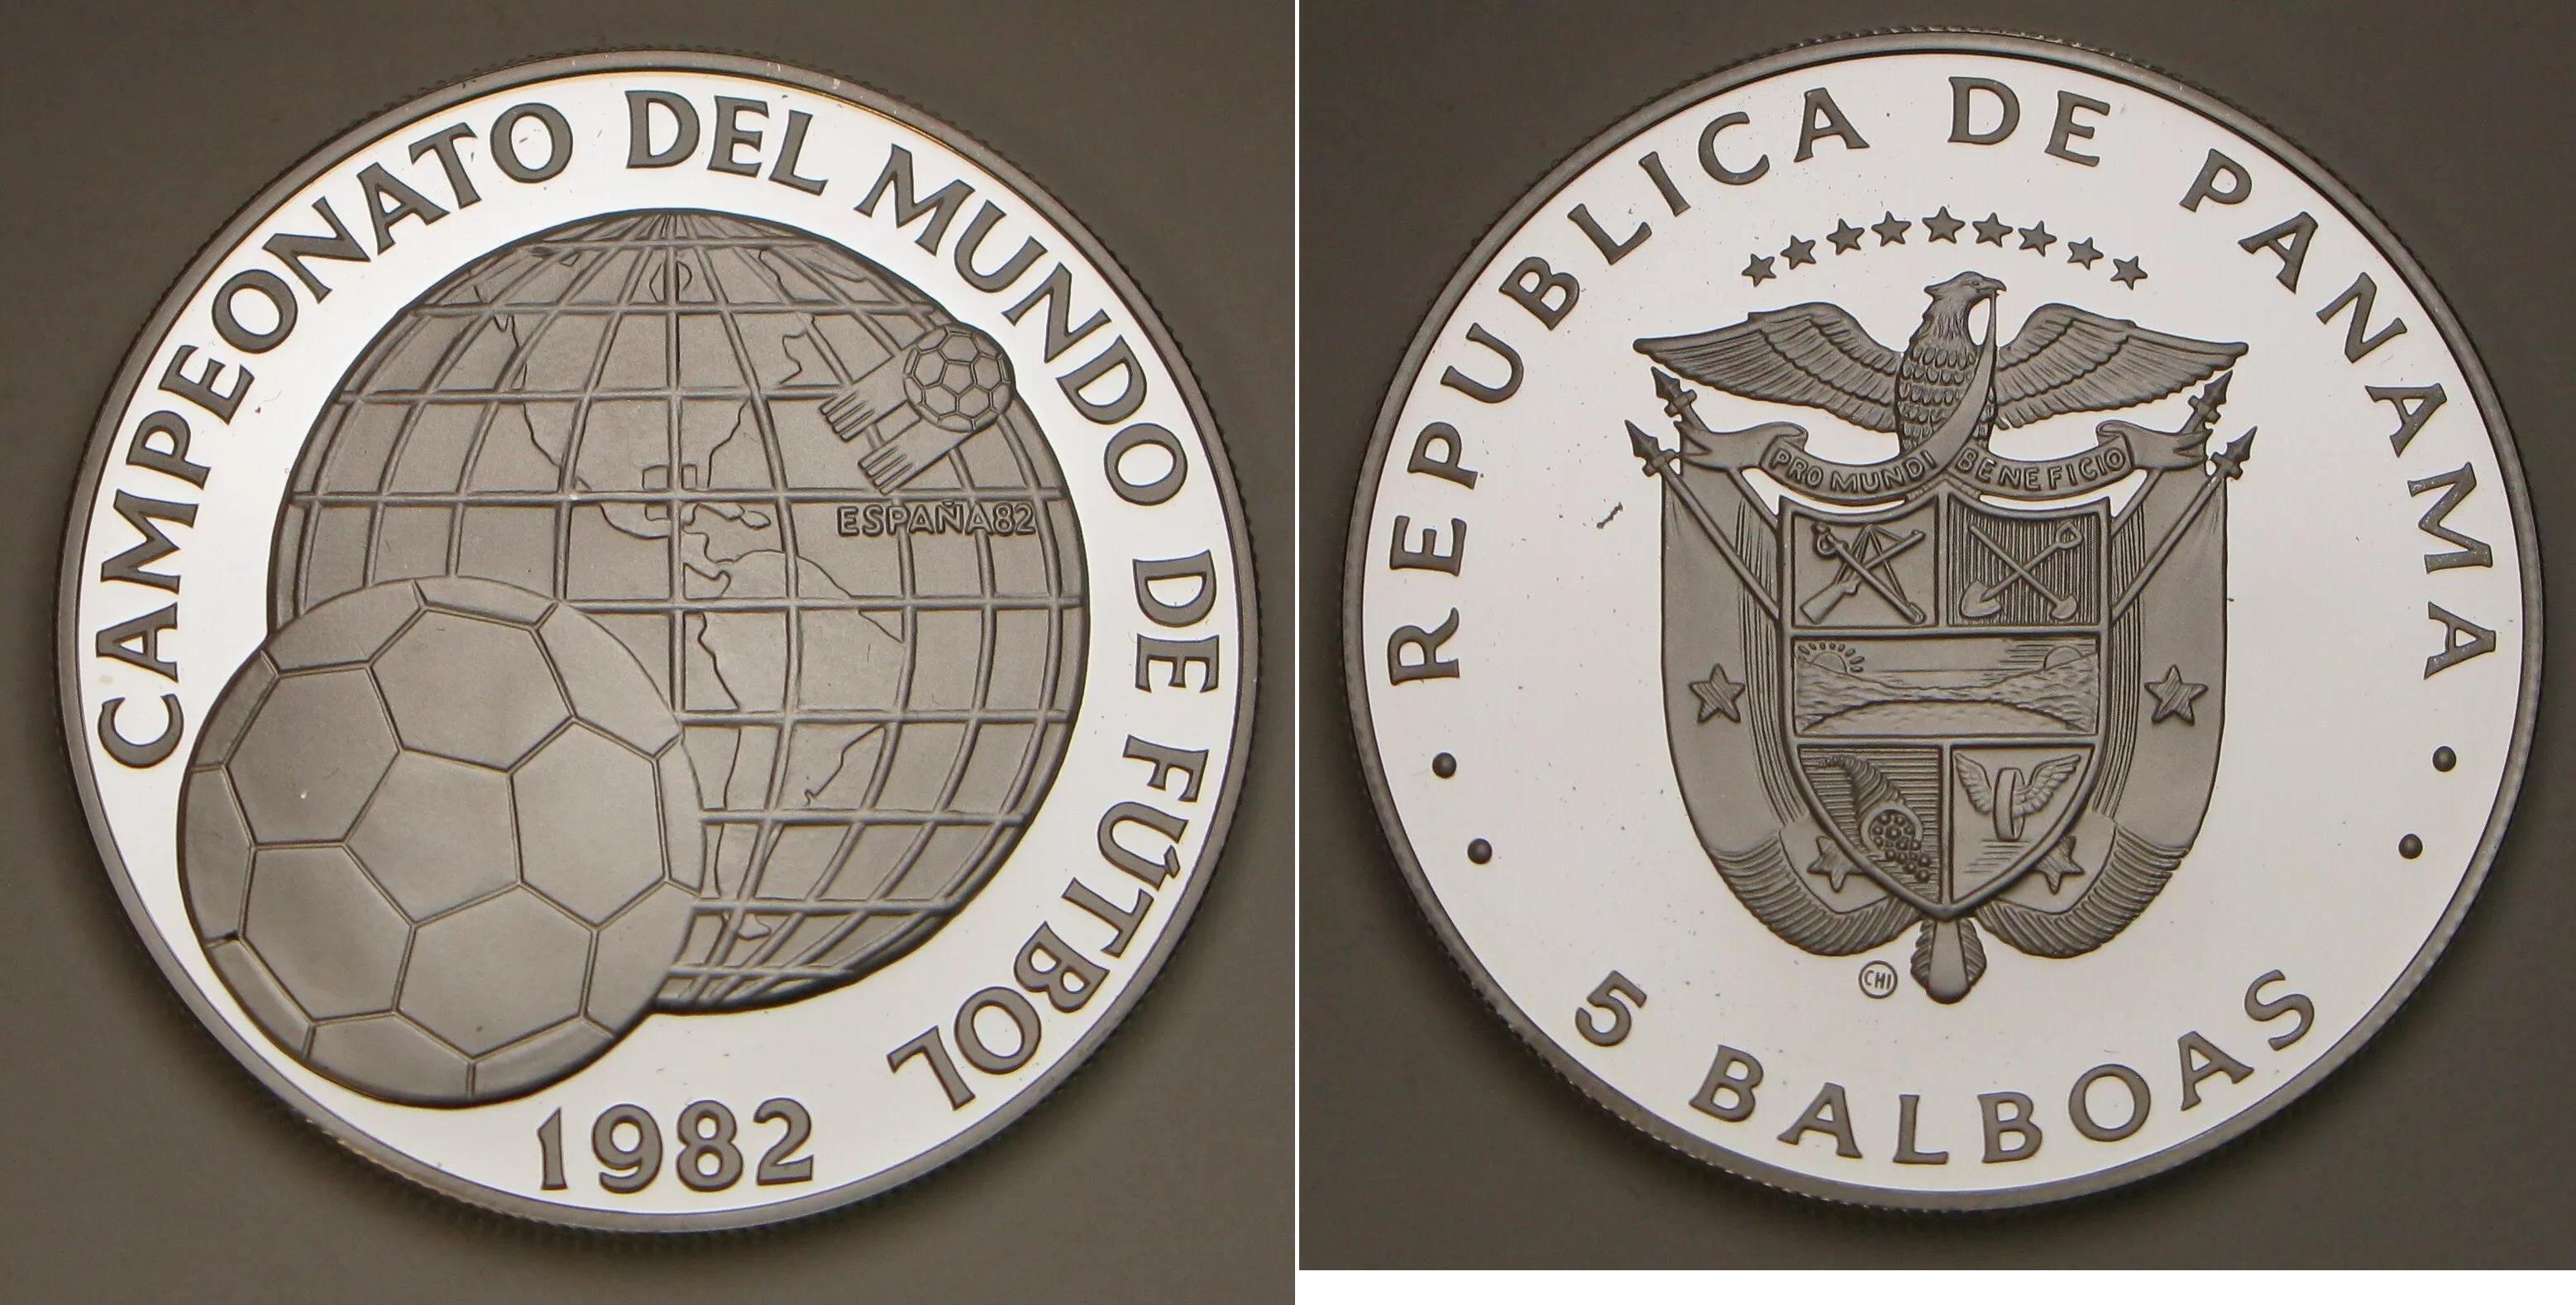 CAMPEONATO DEL MUNDO DE FÚTBOL
ESPAÑA82
1982
REPUBLICA DE PANAMA
PRO MUNDI BENEFICIO
CHI
5 BALBOAS